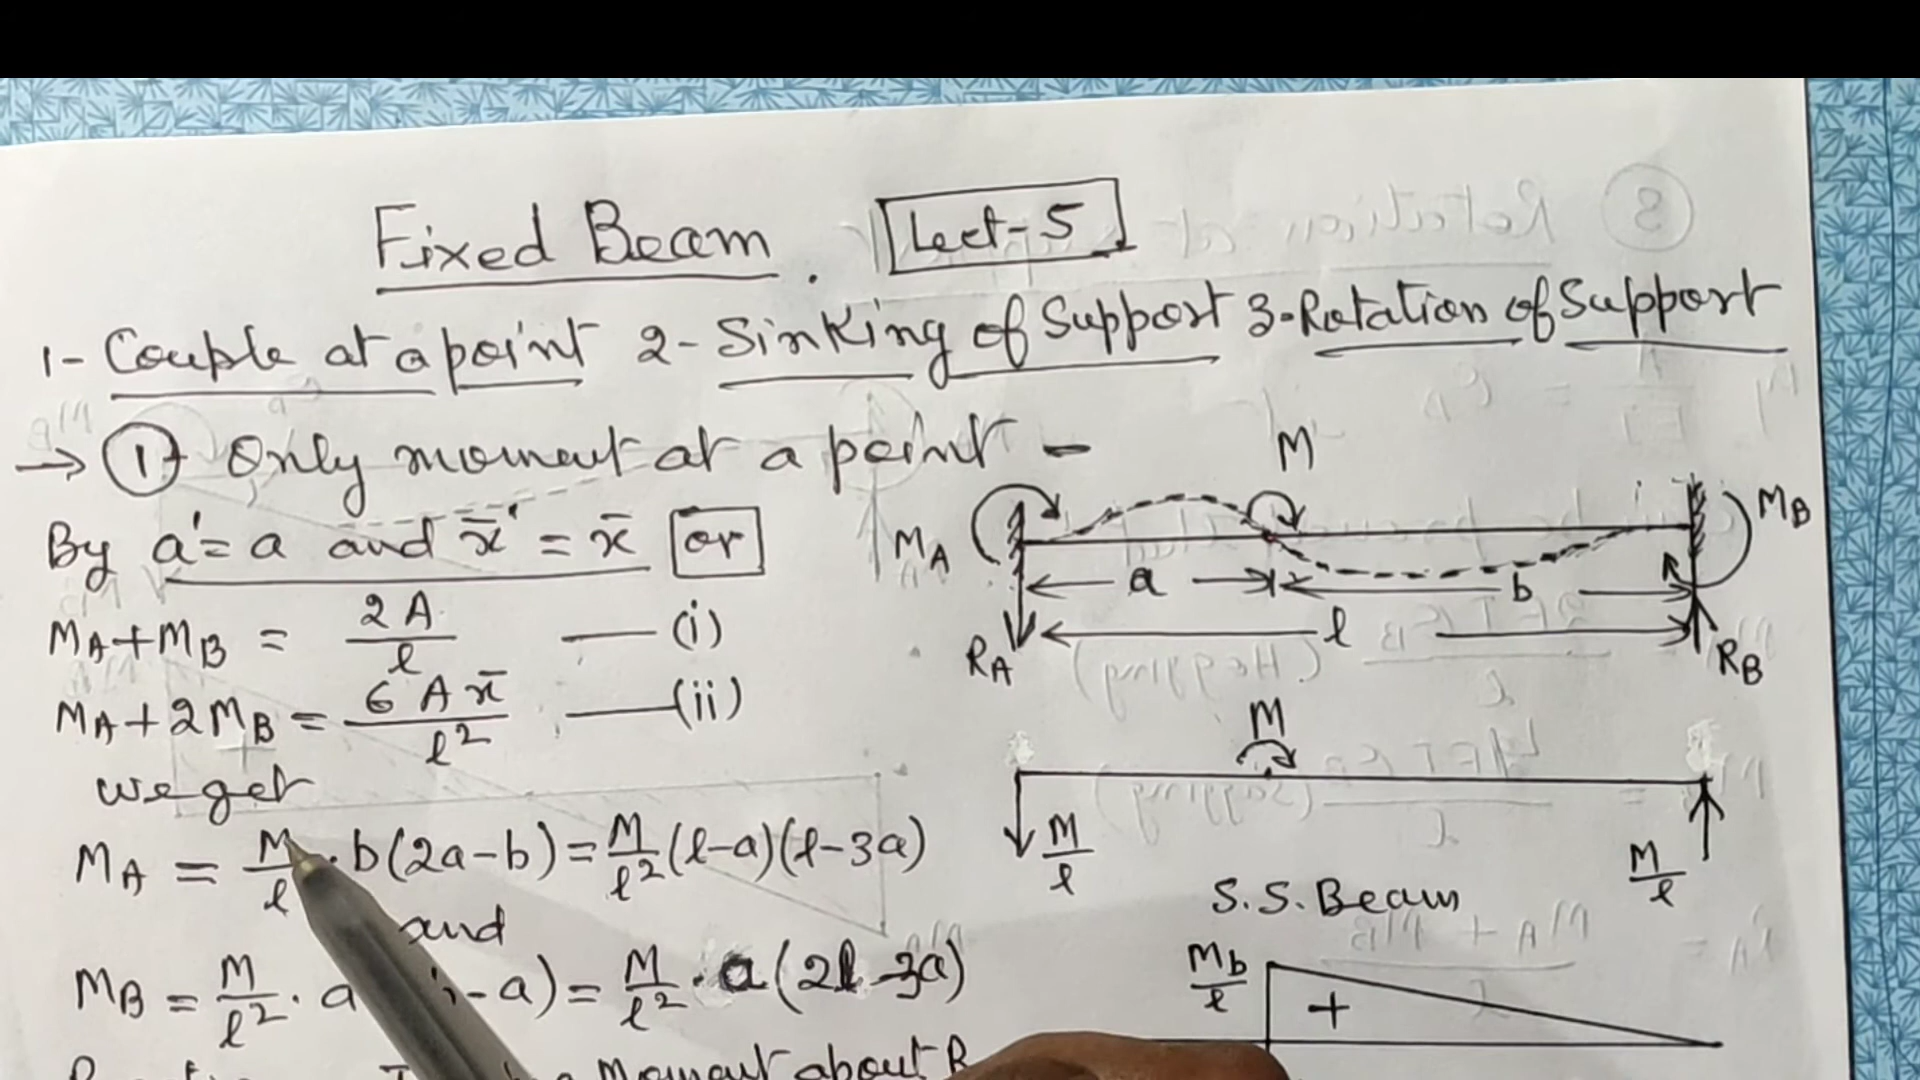 Fixed Beam. Lect-5
1- Couple at a point 2- Sinking of Support 3- Rotation of Support
→ ① Only moment at a point -
By a' = a and x̄' = x̄ or
MA + MB = 2A/l — (i)
MA + 2MB = 6Ax̄/l² — (ii)
we get
MA = M/l · b(2a-b) = M/l² (l-a)(l-3a)
and
MB = M/l² · a - a) = M/l² · a(2l-3a)
Moment about B
M
MA MB
a b
l
RA RB
M
M/l M/l
S.S. Beam
Mb/l
+